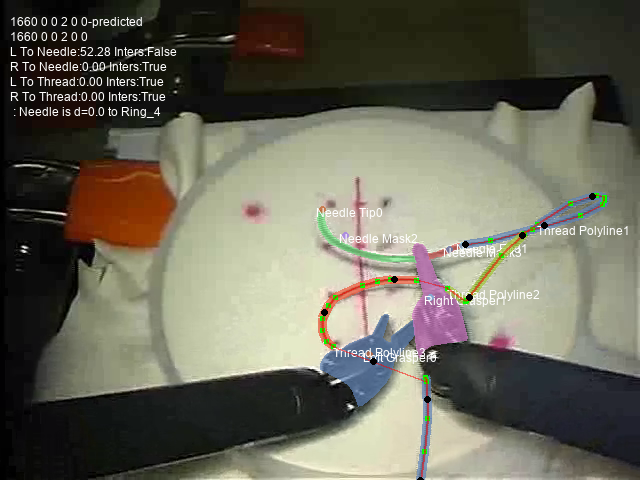 1660 0 0 2 0 0-predicted
1660 0 0 2 0 0
L To Needle:52.28 Inters:False
R To Needle:0.00 Inters:True
L To Thread:0.00 Inters:True
R To Thread:0.00 Inters:True
: Needle is d=0.0 to Ring_4
Needle Tip0
Thread Polyline1
Needle Mask2
Thread Polyline2
Right Grasper
Thread Polyline3